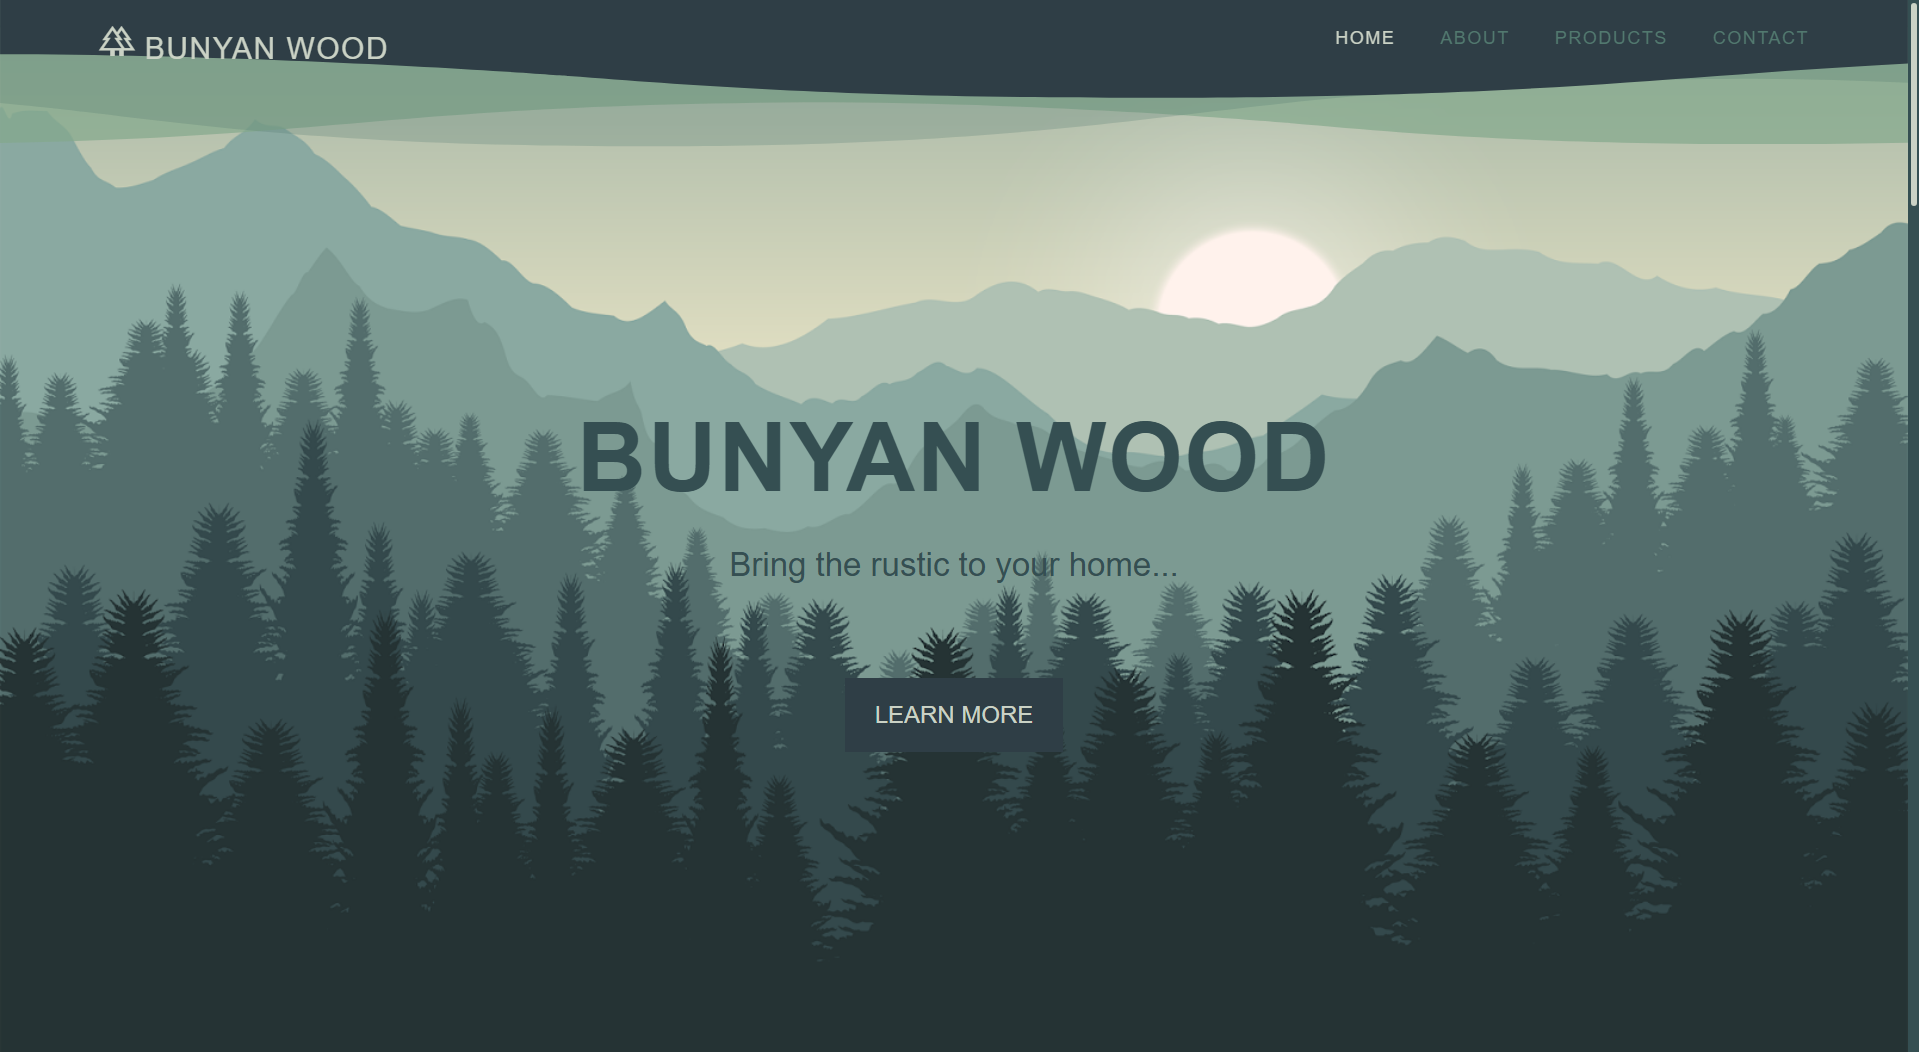 BUNYAN WOOD
HOME ABOUT PRODUCTS CONTACT
BUNYAN WOOD
Bring the rustic to your home...
LEARN MORE